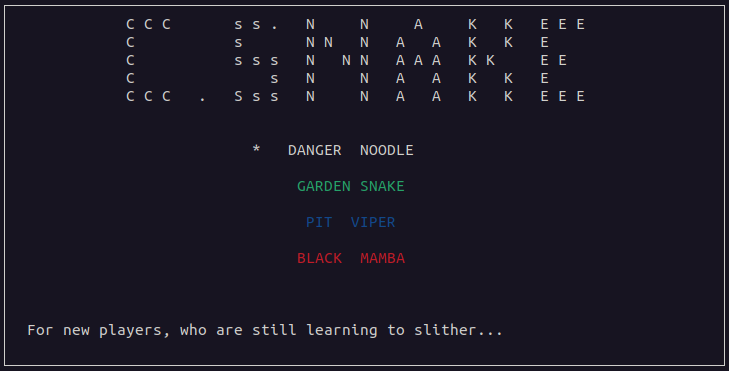 C C C       s s .   N     N     A     K   K   E E E
C           s       N N   N   A   A   K   K   E
C           s s s   N   N N   A A A   K K     E E
C               s   N     N   A   A   K   K   E
C C C   .   S s s   N     N   A   A   K   K   E E E
*   DANGER  NOODLE
GARDEN SNAKE
PIT  VIPER
BLACK  MAMBA
For new players, who are still learning to slither...